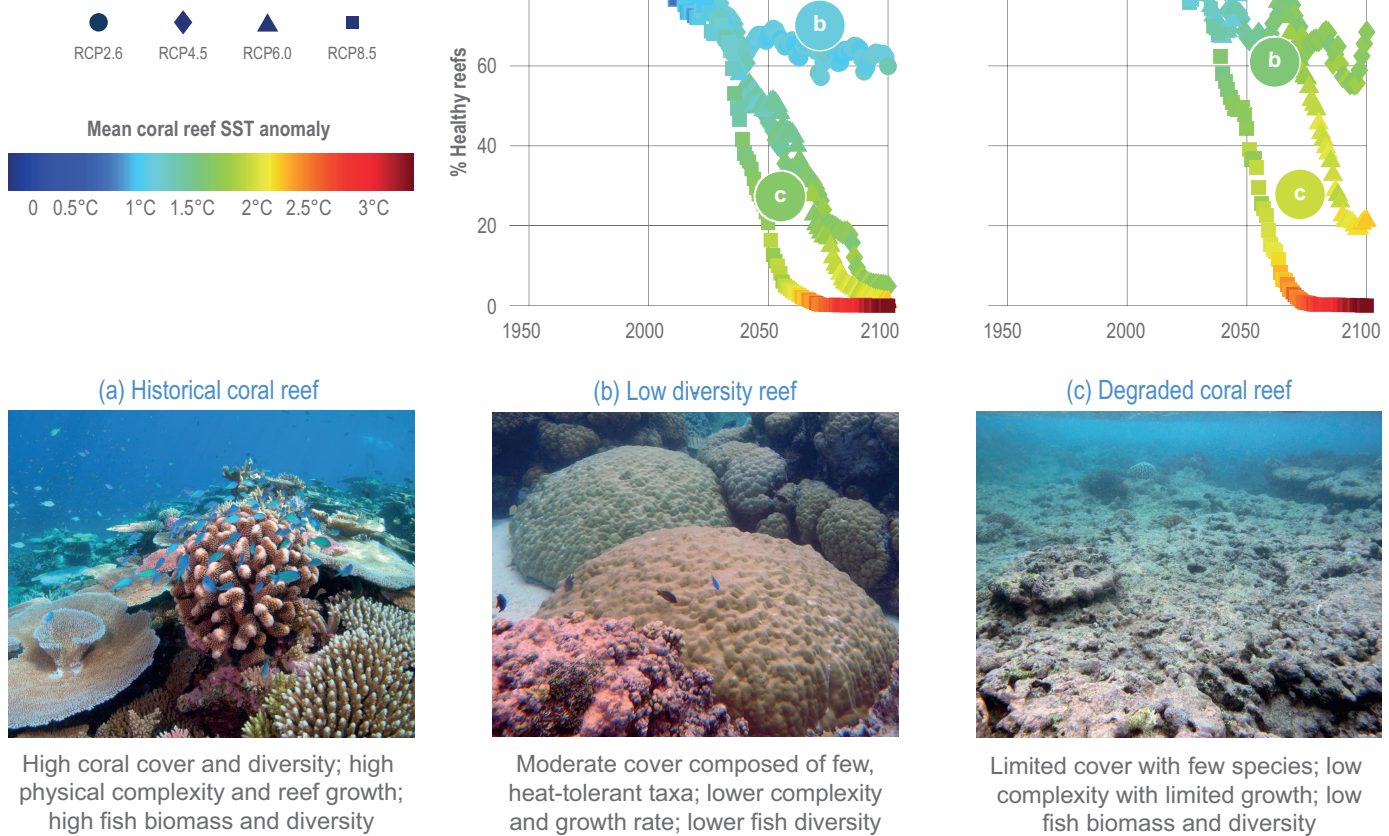 RCP2.6 RCP4.5 RCP6.0 RCP8.5
Mean coral reef SST anomaly
0 0.5°C 1°C 1.5°C 2°C 2.5°C 3°C
% Healthy reefs
60
40
20
0
1950 2000 2050 2100
b
c
1950 2000 2050 2100
b
c
(a) Historical coral reef
High coral cover and diversity; high
physical complexity and reef growth;
high fish biomass and diversity
(b) Low diversity reef
Moderate cover composed of few,
heat-tolerant taxa; lower complexity
and growth rate; lower fish diversity
(c) Degraded coral reef
Limited cover with few species; low
complexity with limited growth; low
fish biomass and diversity